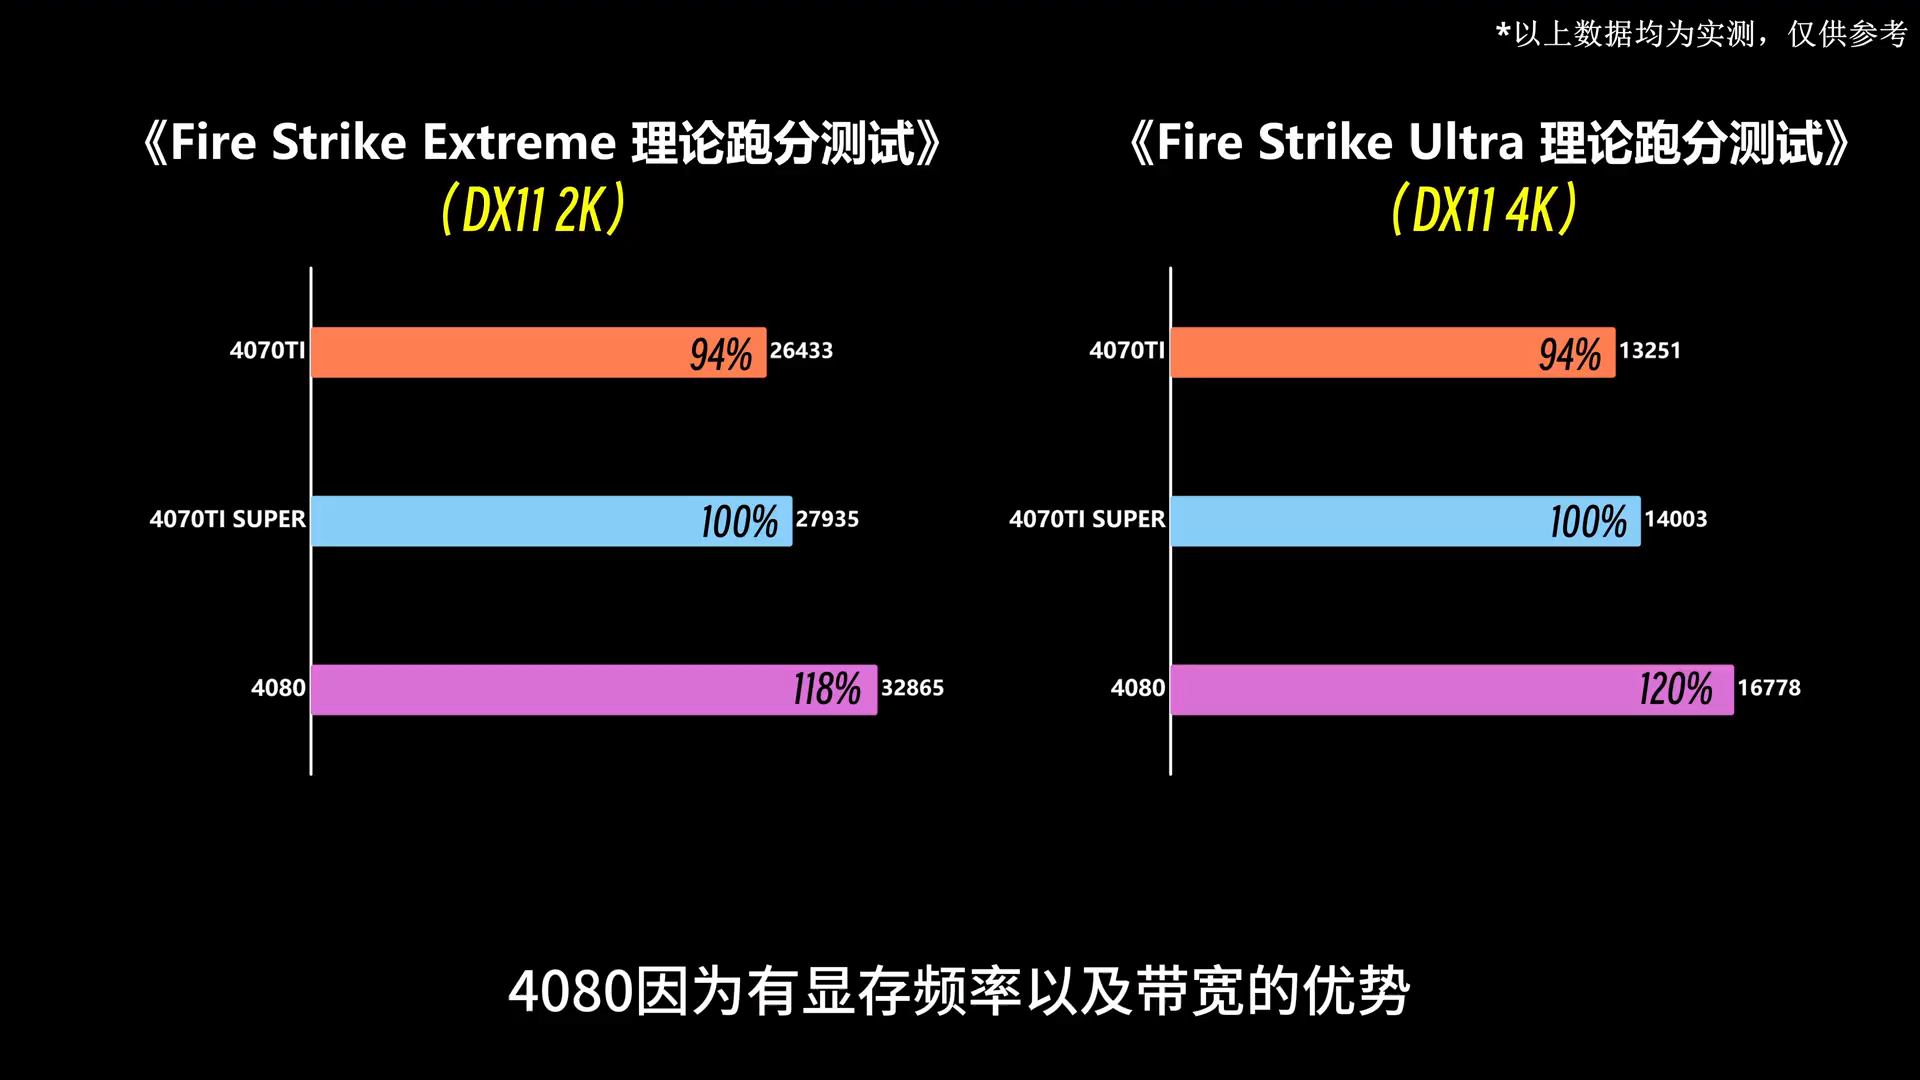 *以上数据均为实测，仅供参考
《Fire Strike Extreme 理论跑分测试》
（DX11 2K）
4070TI 94% 26433
4070TI SUPER 100% 27935
4080 118% 32865
《Fire Strike Ultra 理论跑分测试》
（DX11 4K）
4070TI 94% 13251
4070TI SUPER 100% 14003
4080 120% 16778
4080因为有显存频率以及带宽的优势